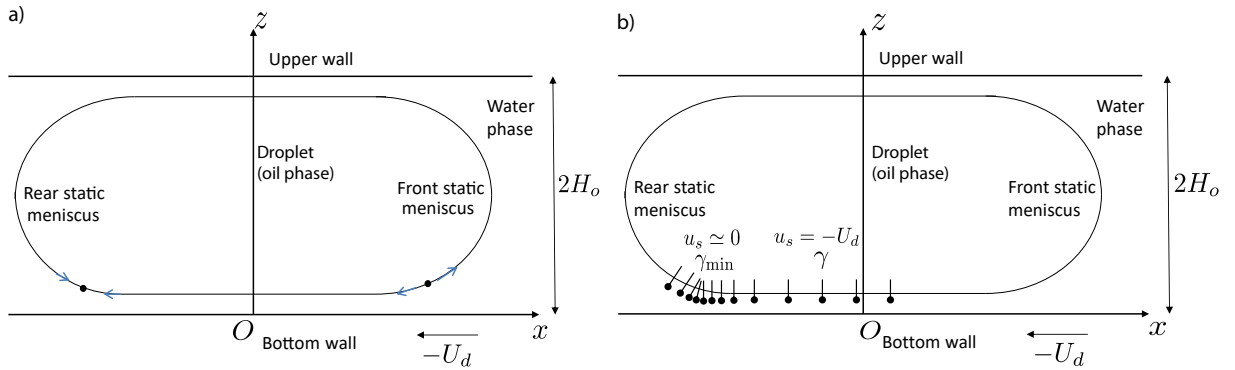 a)
z
Upper wall
Water
phase
Droplet
(oil phase)
2H_o
Rear static
meniscus
Front static
meniscus
O
Bottom wall
x
-U_d
b)
z
Upper wall
Water
phase
Droplet
(oil phase)
2H_o
Rear static
meniscus
Front static
meniscus
u_s ≃ 0
γ_min
u_s = -U_d
γ
O
Bottom wall
x
-U_d